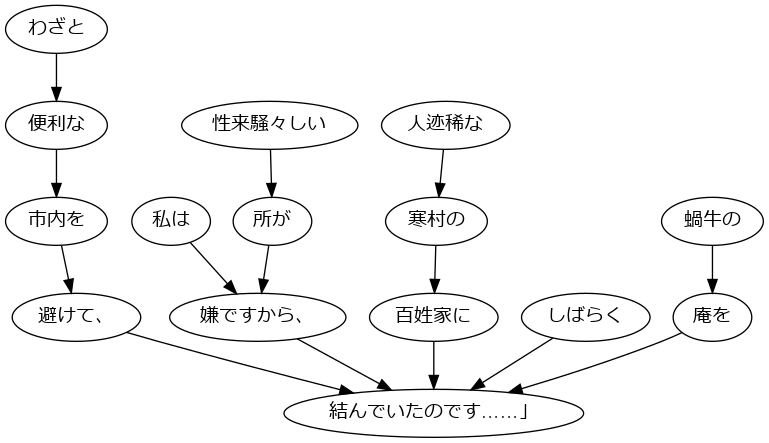 わざと
便利な
性来騒々しい
人迹稀な
市内を
私は
所が
寒村の
蝸牛の
避けて、
嫌ですから、
百姓家に
しばらく
庵を
結んでいたのです……」